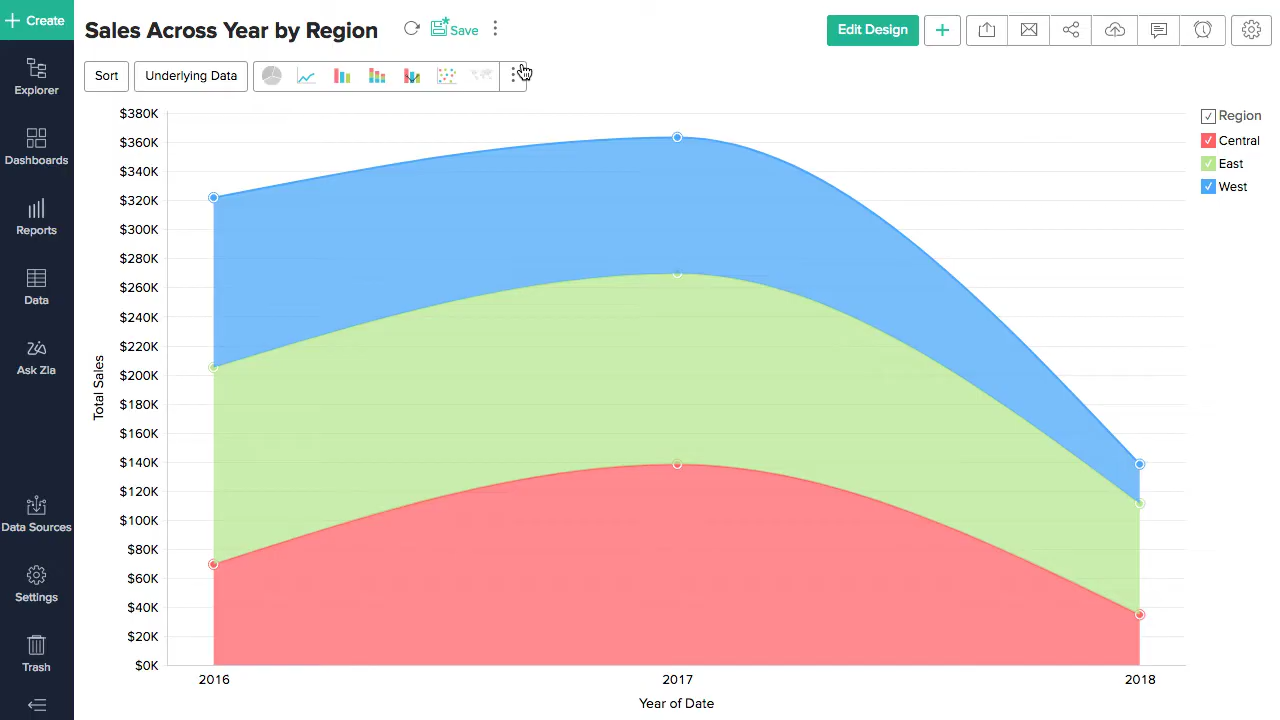 Create
Sales Across Year by Region
Save
Edit Design
Explorer
Dashboards
Reports
Data
Ask Zia
Data Sources
Settings
Trash
Sort
Underlying Data
$380K
$360K
$340K
$320K
$300K
$280K
$260K
$240K
$220K
$200K
$180K
$160K
$140K
$120K
$100K
$80K
$60K
$40K
$20K
$0K
Total Sales
2016
2017
2018
Year of Date
Region
Central
East
West